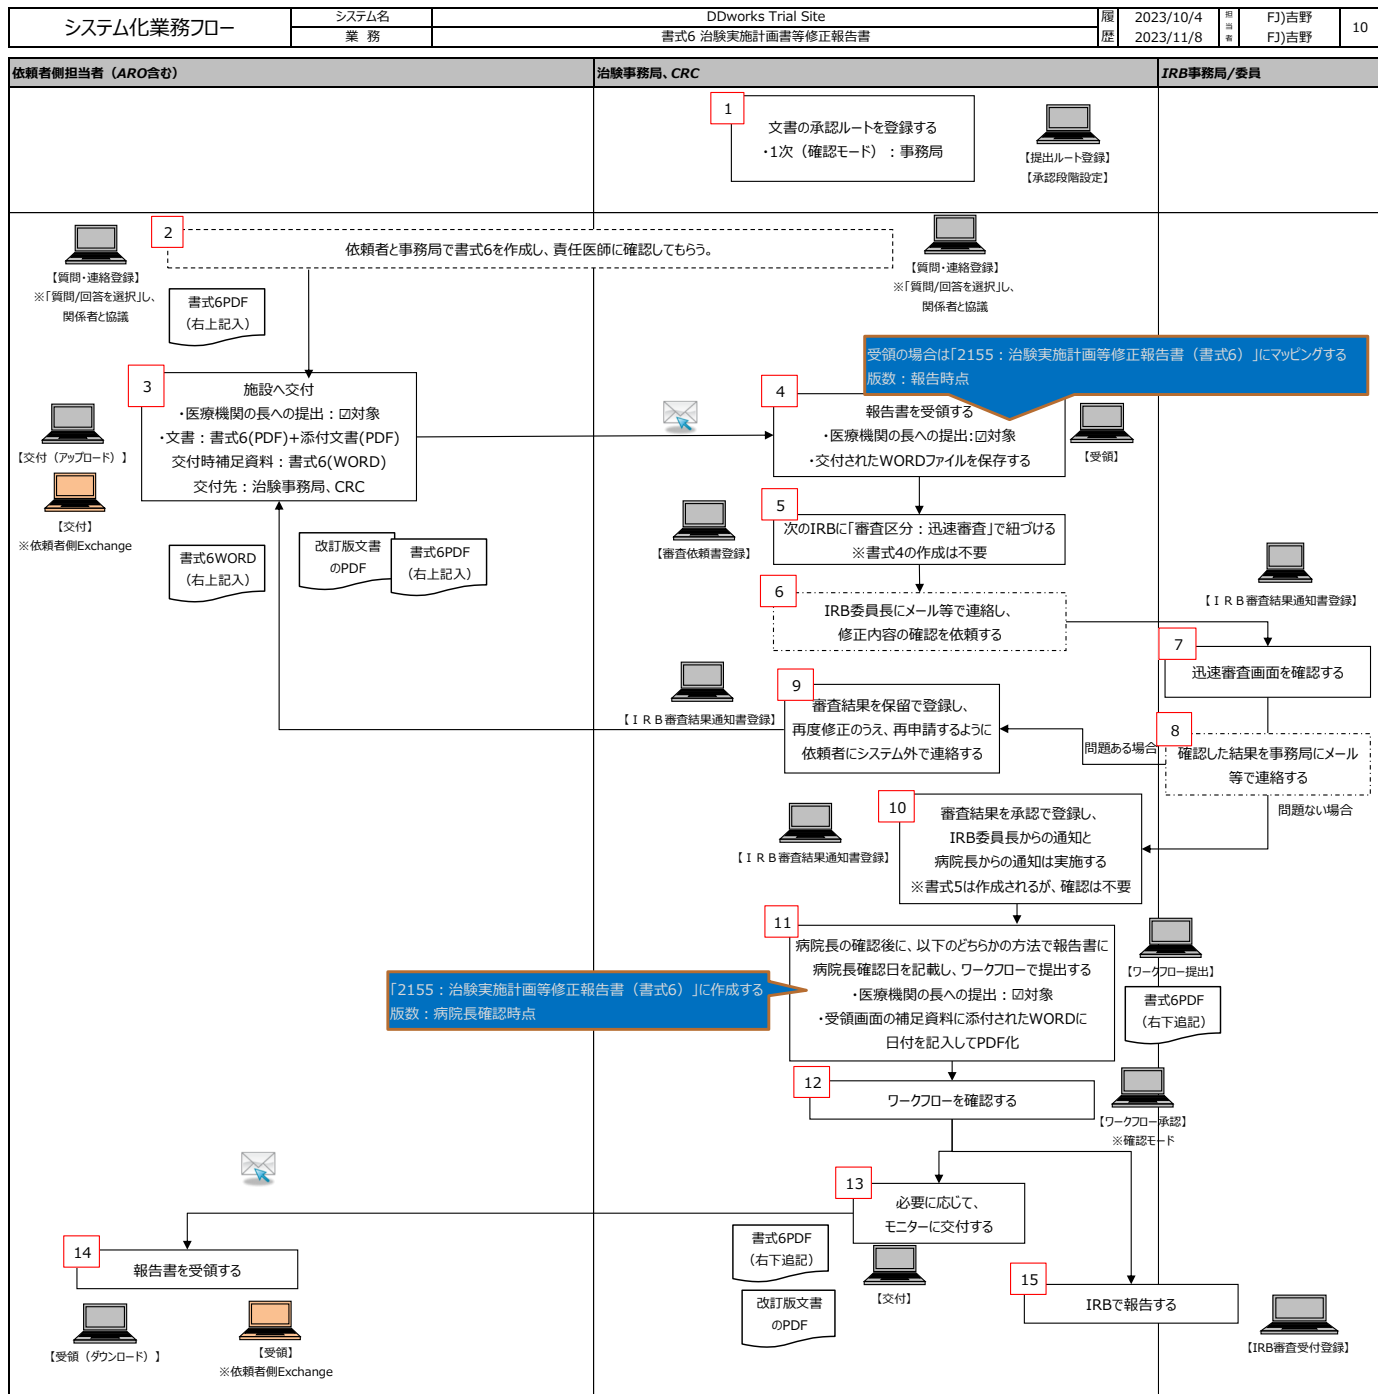 システム化業務フロー
システム名
DDworks Trial Site
履
2023/10/4
担当者
FJ)吉野
10
業 務
書式6 治験実施計画書等修正報告書
歴
2023/11/8
FJ)吉野
依頼者側担当者（ARO含む）
治験事務局、CRC
IRB事務局/委員
1
文書の承認ルートを登録する
・1次（確認モード）：事務局
【提出ルート登録】
【承認段階設定】
2
依頼者と事務局で書式6を作成し、責任医師に確認してもらう。
【質問・連絡登録】
※「質問/回答を選択」し、
関係者と協議
【質問・連絡登録】
※「質問/回答を選択」し、
関係者と協議
書式6PDF
（右上記入）
受領の場合は「2155：治験実施計画等修正報告書（書式6）」にマッピングする
版数：報告時点
3
施設へ交付
・医療機関の長への提出：☑対象
・文書：書式6(PDF)+添付文書(PDF)
交付時補足資料：書式6(WORD)
交付先：治験事務局、CRC
【交付（アップロード）】
【交付】
※依頼者側Exchange
4
報告書を受領する
・医療機関の長への提出:☑対象
・交付されたWORDファイルを保存する
【受領】
書式6WORD
（右上記入）
改訂版文書
のPDF
書式6PDF
（右上記入）
5
次のIRBに「審査区分：迅速審査」で紐づける
※書式4の作成は不要
【審査依頼書登録】
6
IRB委員長にメール等で連絡し、
修正内容の確認を依頼する
【ＩＲＢ審査結果通知書登録】
7
迅速審査画面を確認する
8
確認した結果を事務局にメール
等で連絡する
問題ある場合
問題ない場合
9
審査結果を保留で登録し、
再度修正のうえ、再申請するように
依頼者にシステム外で連絡する
【ＩＲＢ審査結果通知書登録】
10
審査結果を承認で登録し、
IRB委員長からの通知と
病院長からの通知は実施する
※書式5は作成されるが、確認は不要
【ＩＲＢ審査結果通知書登録】
11
病院長の確認後に、以下のどちらかの方法で報告書に
病院長確認日を記載し、ワークフローで提出する
・医療機関の長への提出：☑対象
・受領画面の補足資料に添付されたWORDに
日付を記入してPDF化
【ワークフロー提出】
書式6PDF
（右下追記）
「2155：治験実施計画等修正報告書（書式6）」に作成する
版数：病院長確認時点
12
ワークフローを確認する
【ワークフロー承認】
※確認モード
13
必要に応じて、
モニターに交付する
書式6PDF
（右下追記）
改訂版文書
のPDF
【交付】
14
報告書を受領する
【受領（ダウンロード）】
【受領】
※依頼者側Exchange
15
IRBで報告する
【IRB審査受付登録】